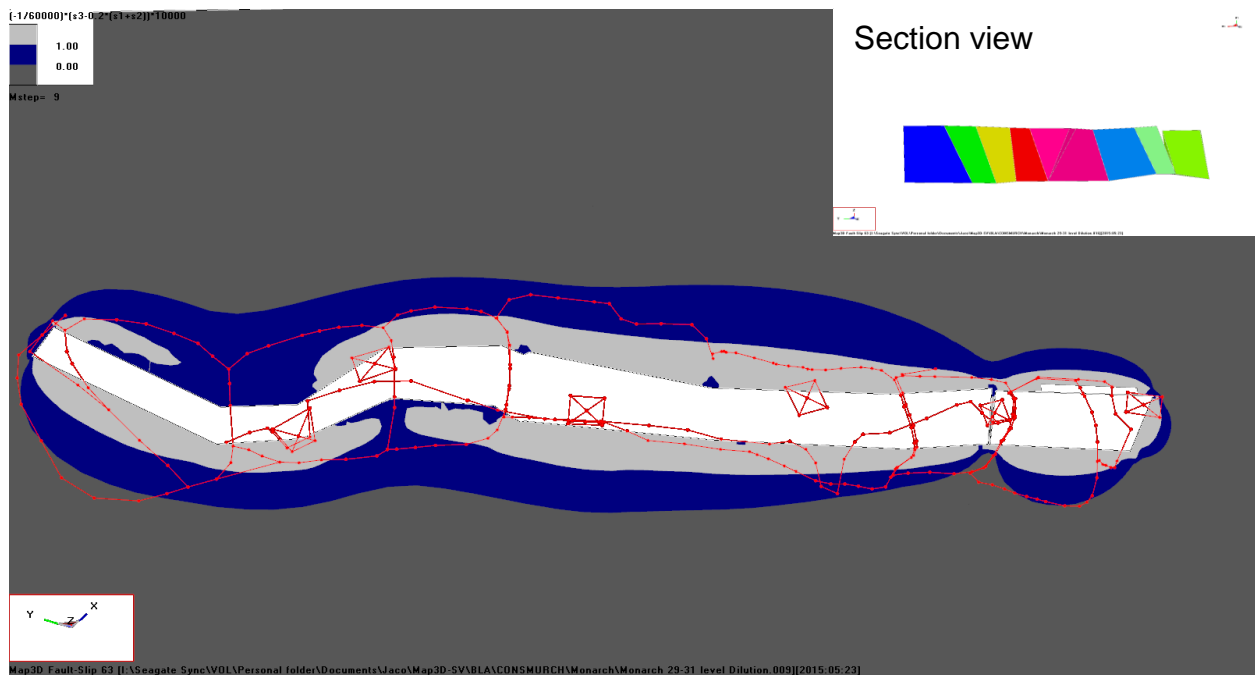 (-1/60000)*(s3-0.2*(s1+s2))*10000
1.00
0.00
Mstep= 9
Section view
Y
Z
X
Map3D Fault-Slip 63 [I:\Seagate Sync\VOL\Personal folder\Documents\Jaco\Map3D-SV\BLA\CONSMURCH\Monarch\Monarch 29-31 level Dilution.009][2015:05:23]